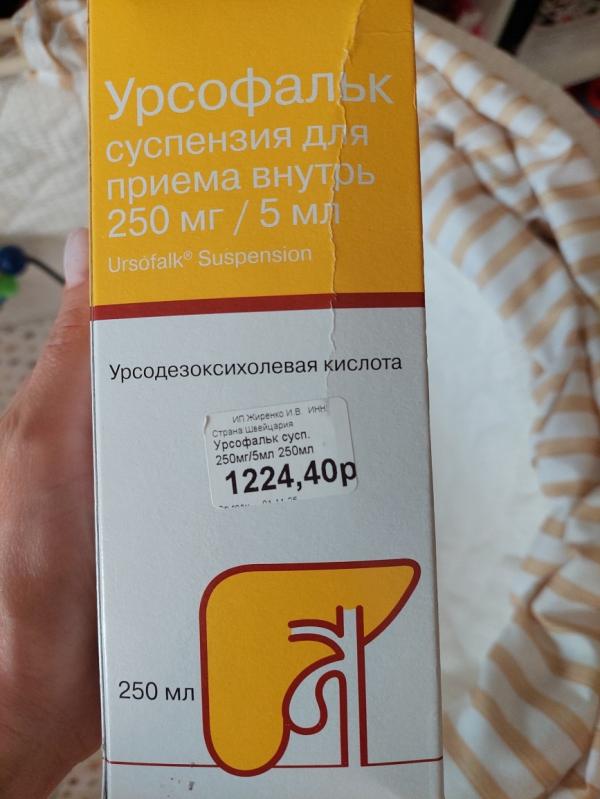 Урсофальк
суспензия для
приема внутрь
250 мг / 5 мл
Ursofalk® Suspension
Урсодезоксихолевая кислота
ИП Жиренко И.В. ИНН:
Страна Швейцария
Урсофальк сусп.
250мг/5мл 250мл
1224,40р
250 мл